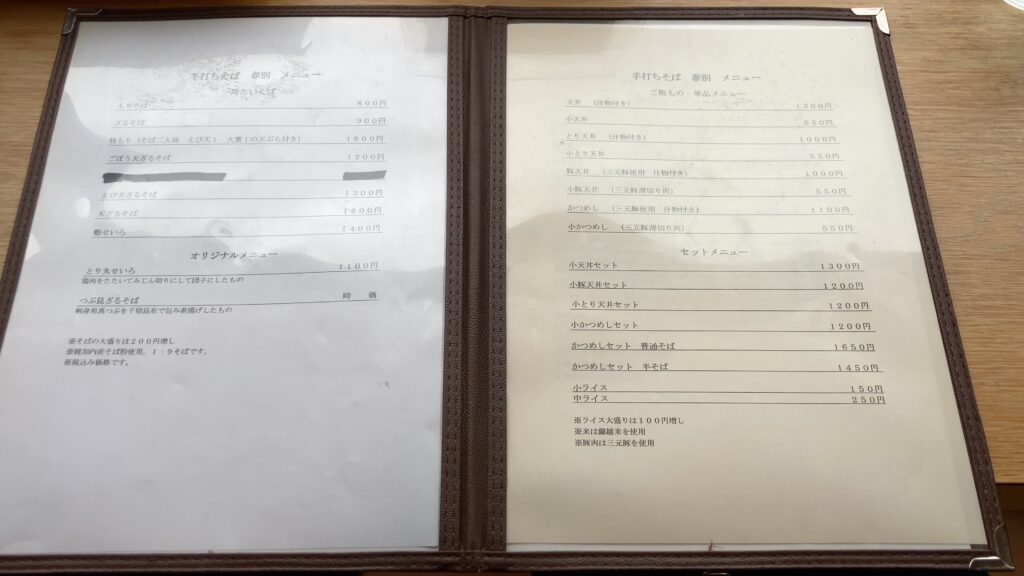 手打ちそば　春別　メニュー
冷たいそば
もりそば　800円
ざるそば　900円
特もり（そば二人前　えび天1　大葉1の天ぷら付き）　1600円
ごぼう天ざるそば　1200円
えび天ざるそば　1300円
天ざるそば　1600円
鴨せいろ　1400円
オリジナルメニュー
とり丸せいろ　1100円
鶏肉をたたいてみじん切りにして団子にしたもの
つぶ昆ざるそば　時　価
刺身用真つぶを千切昆布で包み素揚げしたもの
※そばの大盛りは200円増し
※幌加内産そば粉使用。1：9そばです。
※税込み価格です。
手打ちそば　春別　メニュー
ご飯もの　単品メニュー
天丼　（汁物付き）　1300円
小天丼　650円
とり天丼　（汁物付き）　1000円
小とり天丼　550円
豚天丼　（三元豚使用　汁物付き）　1000円
小豚天丼　（三元豚薄切り肉）　550円
かつめし　（三元豚使用　汁物付き）　1100円
小かつめし　（三元豚薄切り肉）　550円
セットメニュー
小天丼セット　1300円
小豚天丼セット　1200円
小とり天丼セット　1200円
小かつめしセット　1200円
かつめしセット　普通そば　1650円
かつめしセット　半そば　1450円
小ライス　150円
中ライス　250円
※ライス大盛りは100円増し
※米は蘭越米を使用
※豚肉は三元豚を使用